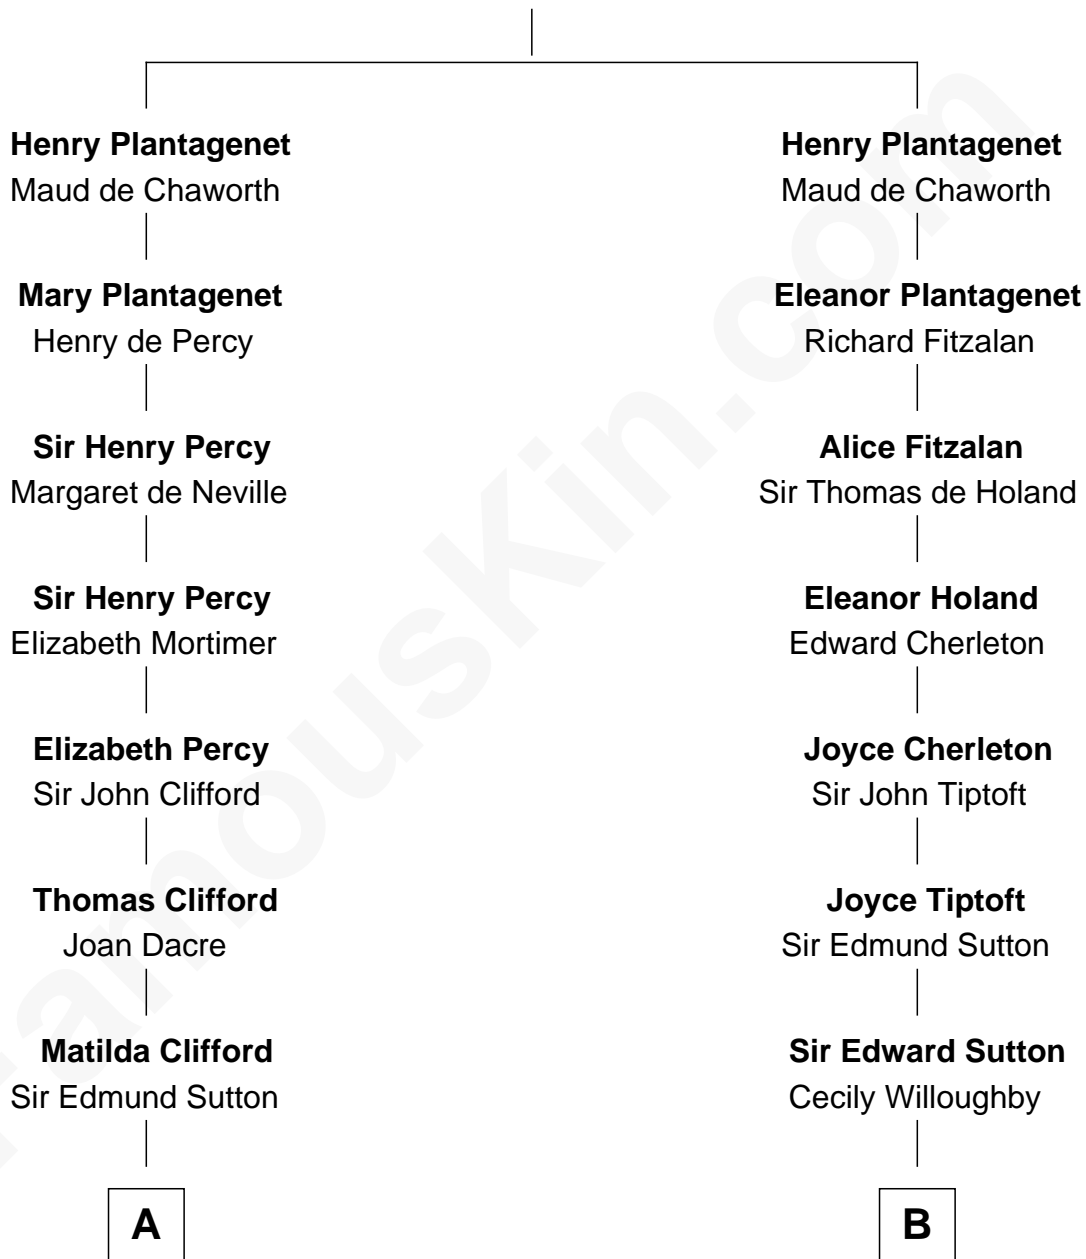 Henry Plantagenet
Maud de Chaworth
Mary Plantagenet
Henry de Percy
Sir Henry Percy
Margaret de Neville
Sir Henry Percy
Elizabeth Mortimer
Elizabeth Percy
Sir John Clifford
Thomas Clifford
Joan Dacre
Matilda Clifford
Sir Edmund Sutton
A
Henry Plantagenet
Maud de Chaworth
Eleanor Plantagenet
Richard Fitzalan
Alice Fitzalan
Sir Thomas de Holand
Eleanor Holand
Edward Cherleton
Joyce Cherleton
Sir John Tiptoft
Joyce Tiptoft
Sir Edmund Sutton
Sir Edward Sutton
Cecily Willoughby
B
FamousKin.com